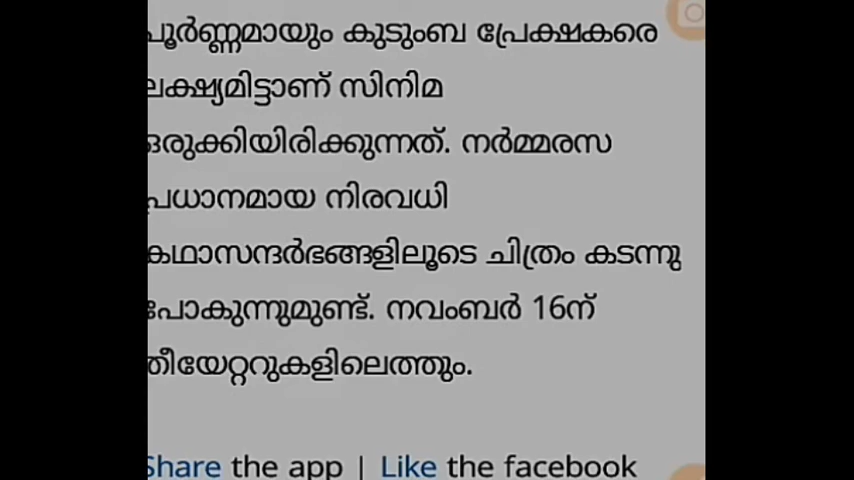 പൂർണ്ണമായും കുടുംബ പ്രേക്ഷകരെ
ലക്ഷ്യമിട്ടാണ് സിനിമ
ഒരുക്കിയിരിക്കുന്നത്. നർമ്മരസ
പ്രധാനമായ നിരവധി
കഥാസന്ദർഭങ്ങളിലൂടെ ചിത്രം കടന്നു
പോകുന്നുമുണ്ട്. നവംബർ 16ന്
തീയേറ്ററുകളിലെത്തും.
Share the app | Like the facebook